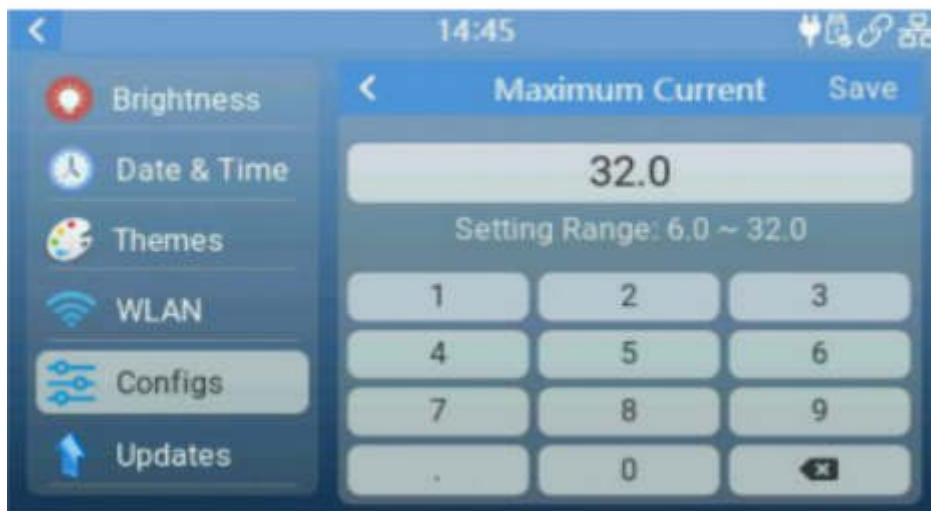 14:45
Brightness
Date & Time
Themes
WLAN
Configs
Updates
Maximum Current Save
32.0
Setting Range: 6.0 ~ 32.0
1 2 3
4 5 6
7 8 9
. 0